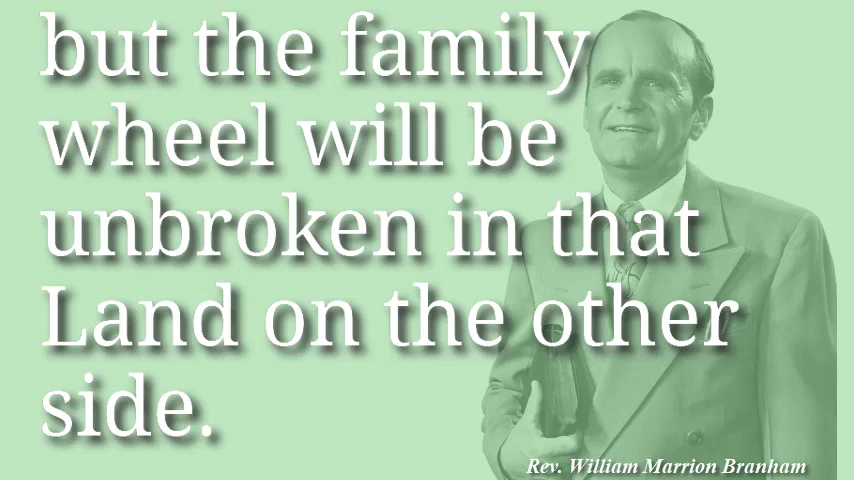 but the family
wheel will be
unbroken in that
Land on the other
side.
Rev. William Marrion Branham